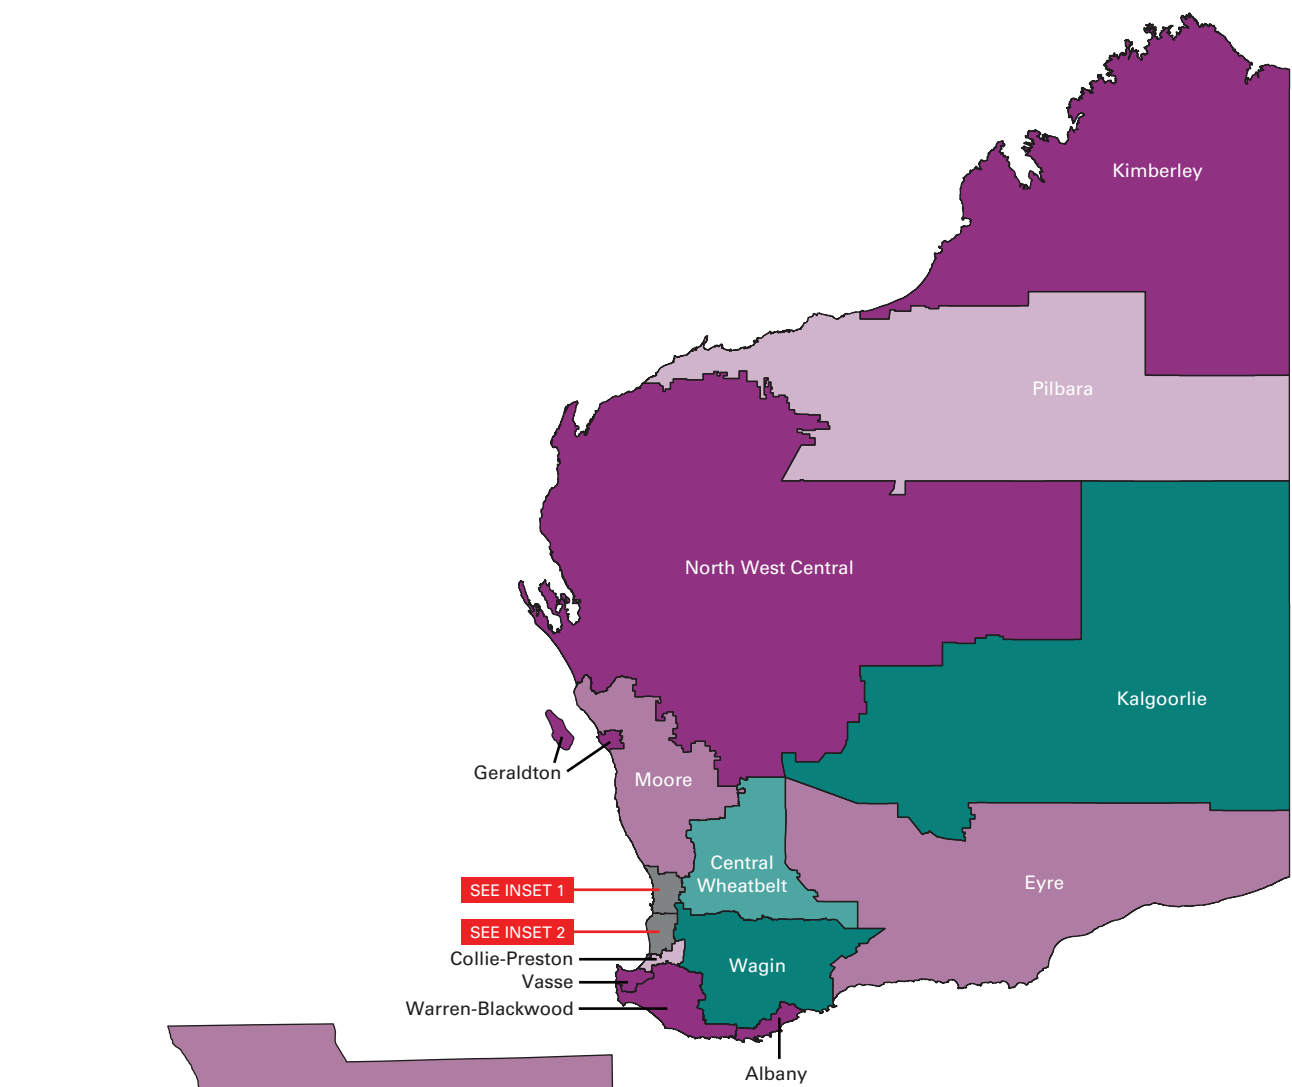 Kimberley
Pilbara
North West Central
Kalgoorlie
Geraldton
Moore
Central
Wheatbelt
Eyre
SEE INSET 1
SEE INSET 2
Collie-Preston
Wagin
Vasse
Warren-Blackwood
Albany